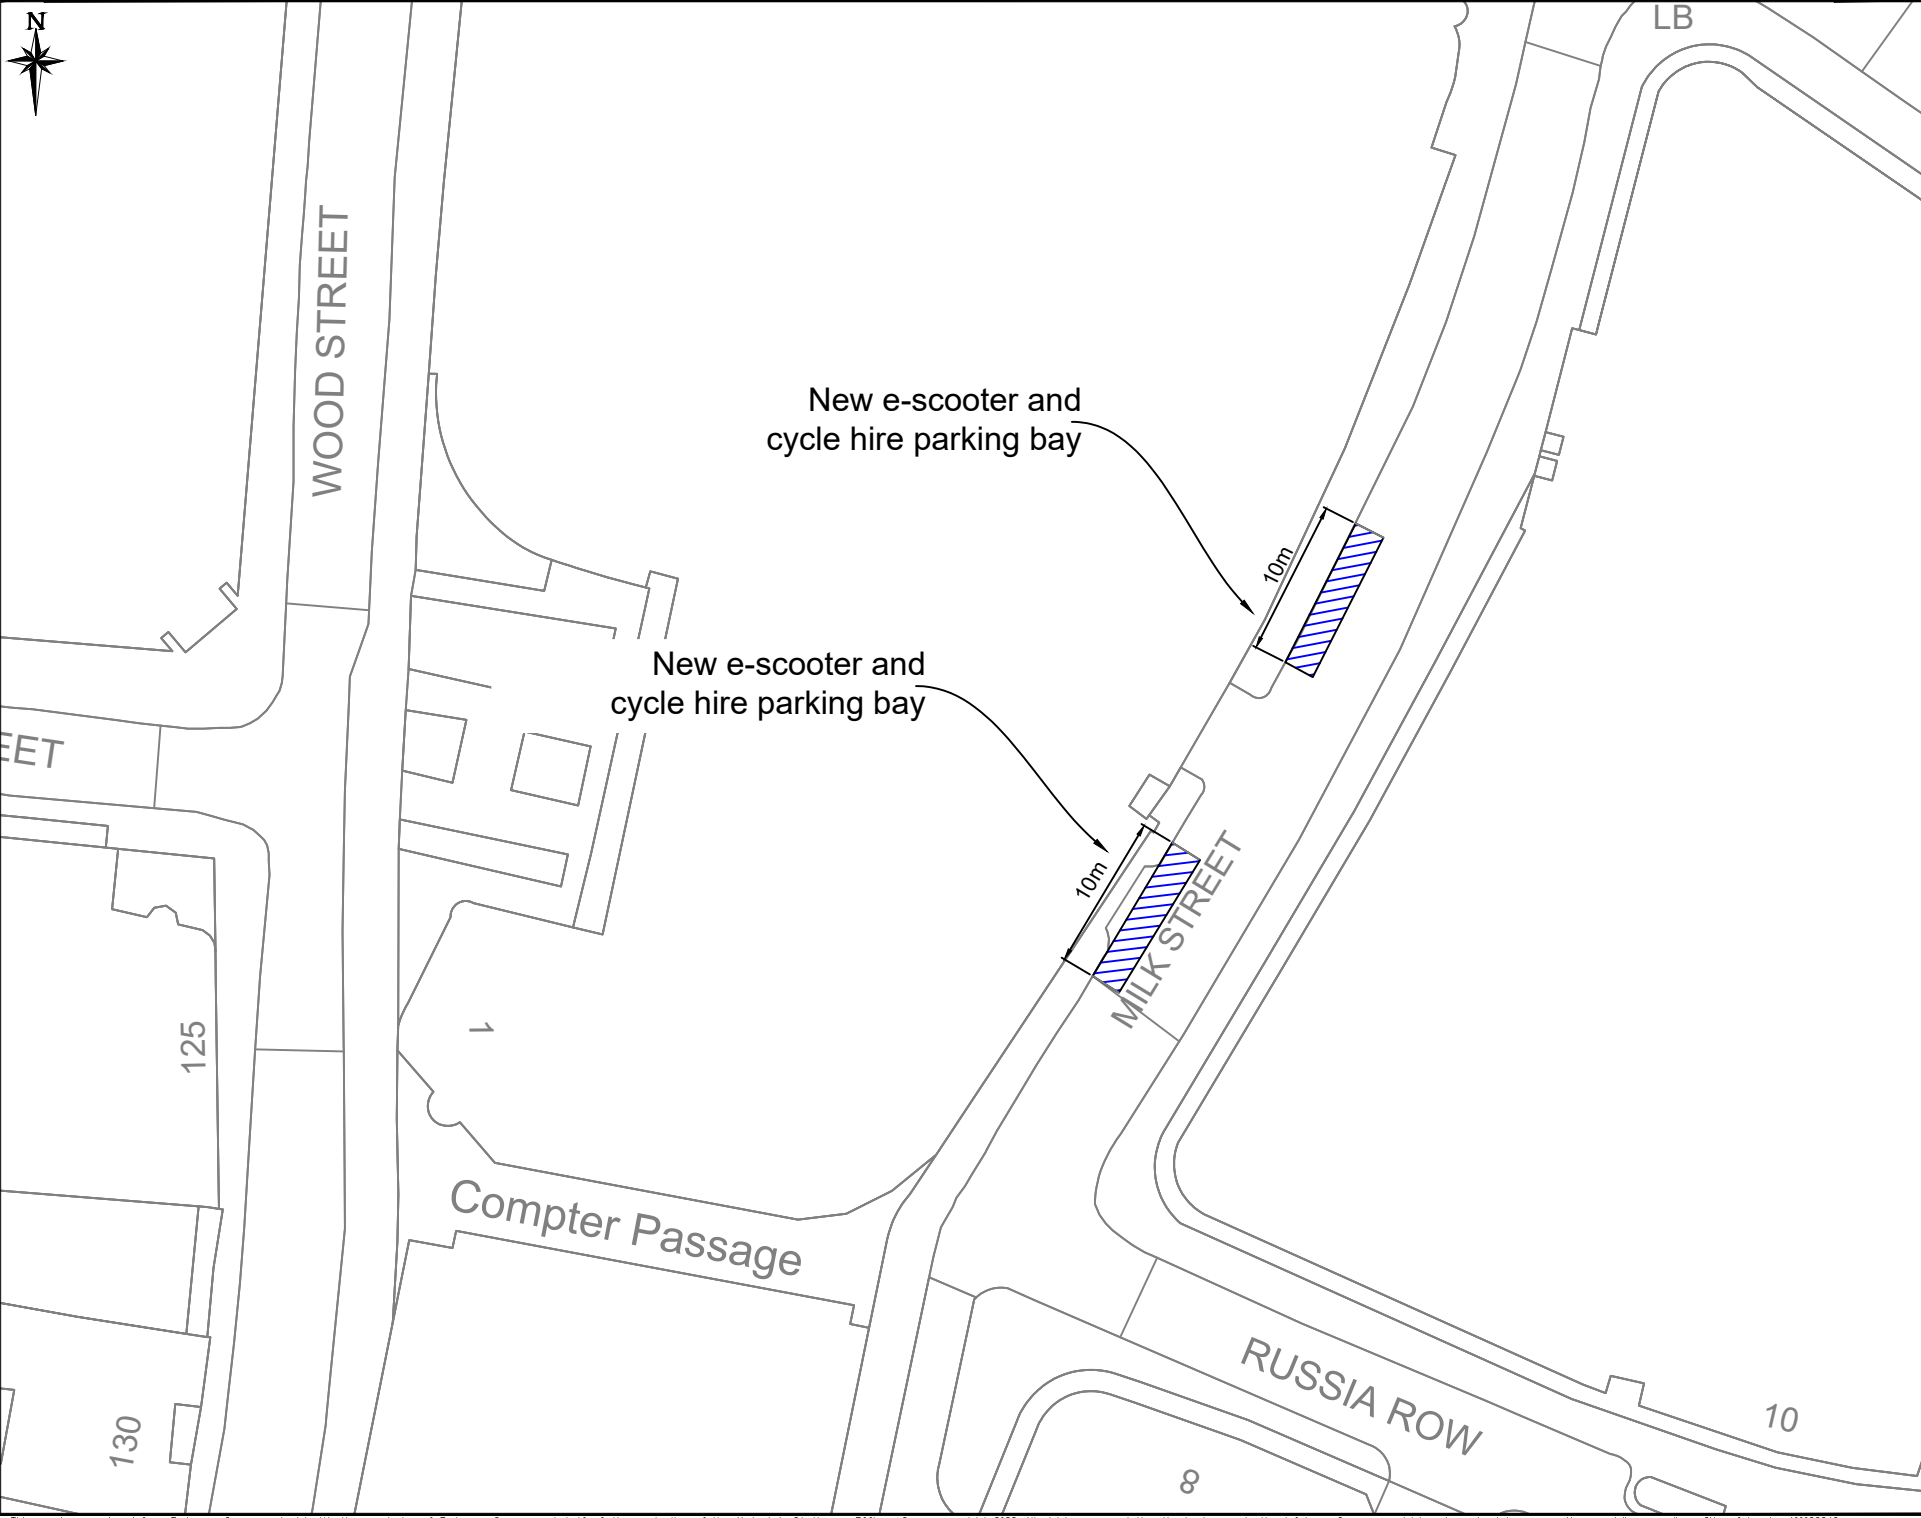 N
LB
WOOD STREET
New e-scooter and
cycle hire parking bay
10m
New e-scooter and
cycle hire parking bay
10m
EET
MILK STREET
125
1
Compter Passage
RUSSIA ROW
130
10
8